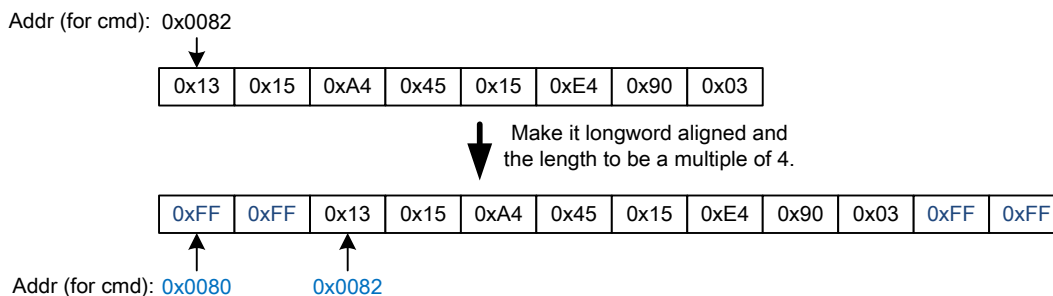 Addr (for cmd): 0x0082
0x13 0x15 0xA4 0x45 0x15 0xE4 0x90 0x03
Make it longword aligned and
the length to be a multiple of 4.
0xFF 0xFF 0x13 0x15 0xA4 0x45 0x15 0xE4 0x90 0x03 0xFF 0xFF
Addr (for cmd): 0x0080 0x0082